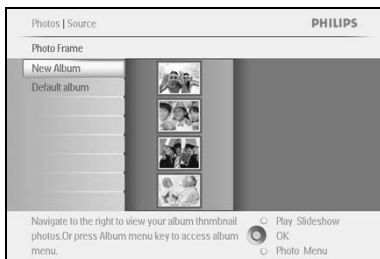 Photos | Source
PHILIPS
Photo Frame
New Album
Default album
Navigate to the right to view your album thnmbnail
photos.Or press Album menu key to access album
menu.
Play Slideshow
OK
Photo Menu